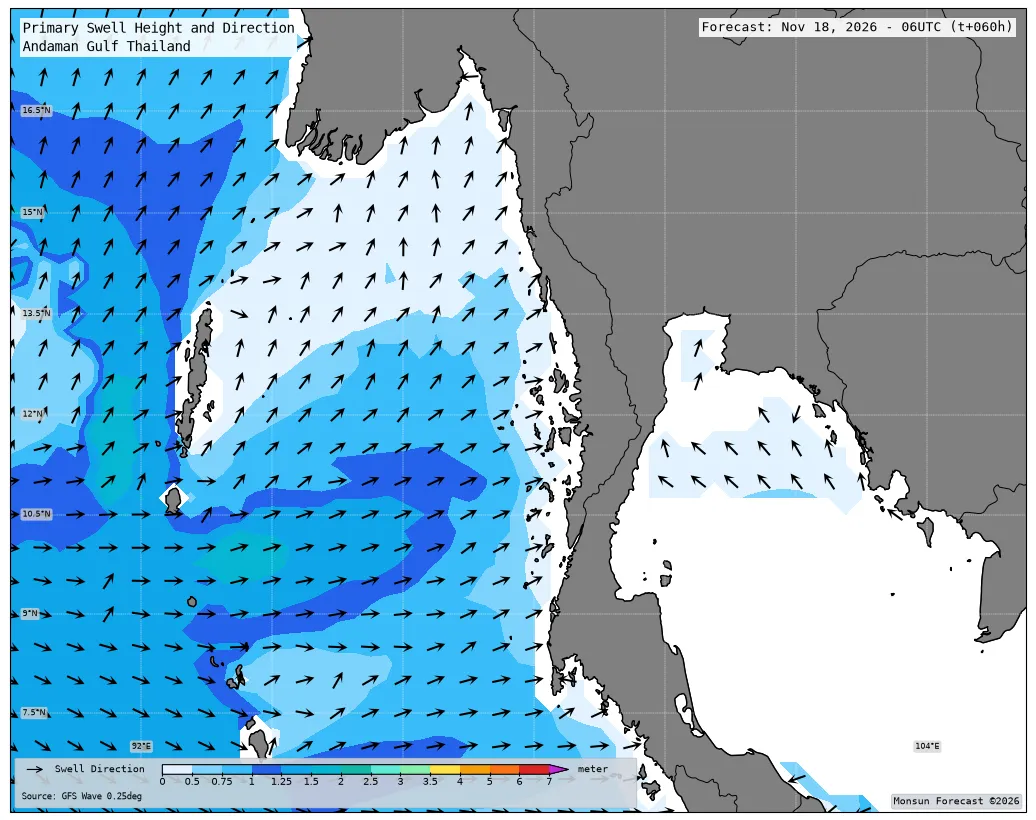 Primary Swell Height and Direction
Andaman Gulf Thailand
Forecast: Nov 18, 2026 - 06UTC (t+060h)
16.5°N
15°N
13.5°N
12°N
10.5°N
9°N
7.5°N
92°E
104°E
Swell Direction
meter
0 0.5 0.75 1 1.25 1.5 2 2.5 3 3.5 4 5 6 7
Source: GFS Wave 0.25deg
Monsun Forecast ©2026